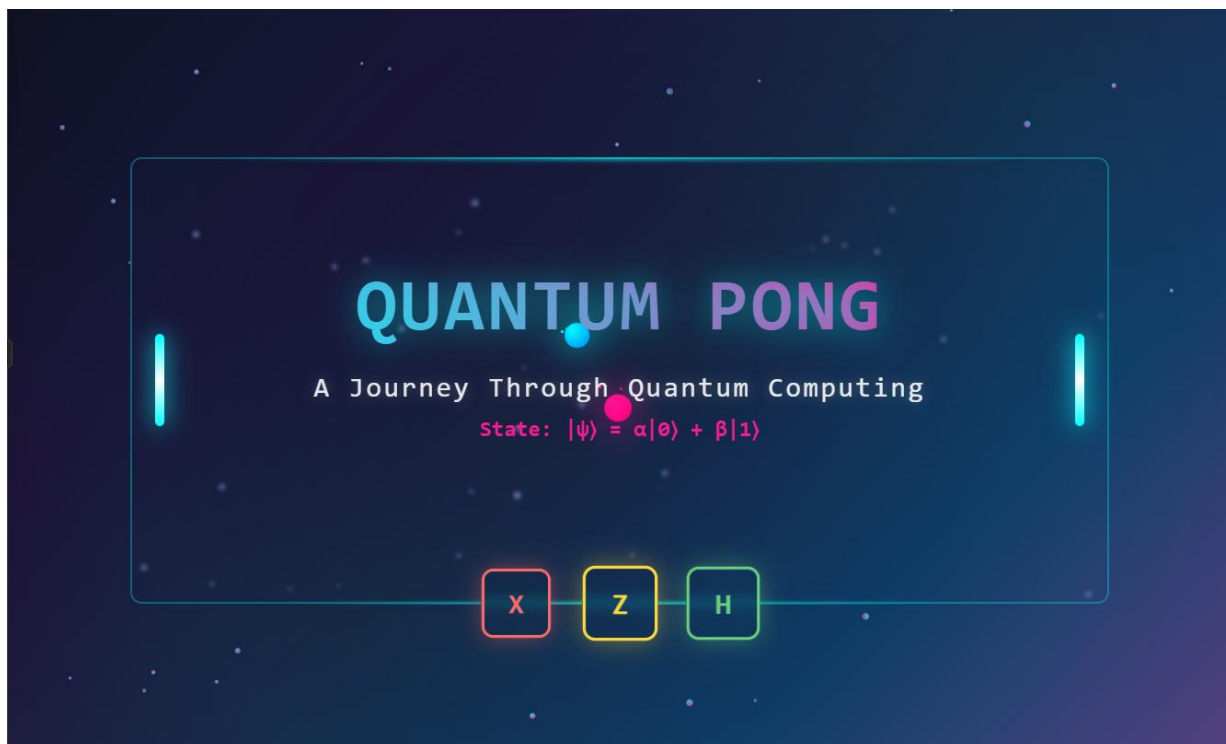 QUANTUM PONG
A Journey Through Quantum Computing
State: |ψ⟩ = α|0⟩ + β|1⟩
X Z H